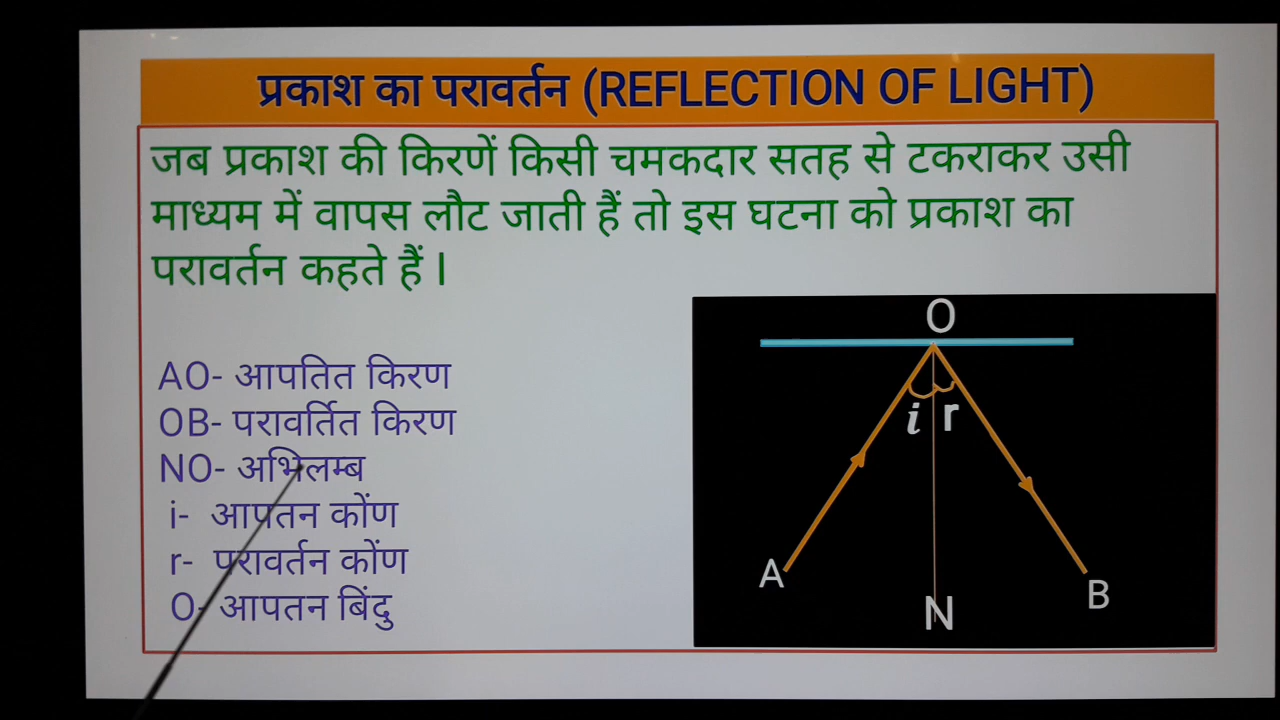 प्रकाश का परावर्तन (REFLECTION OF LIGHT)
जब प्रकाश की किरणें किसी चमकदार सतह से टकराकर उसी
माध्यम में वापस लौट जाती हैं तो इस घटना को प्रकाश का
परावर्तन कहते हैं I
AO- आपतित किरण
OB- परावर्तित किरण
NO- अभिलम्ब
i- आपतन कोंण
r- परावर्तन कोंण
O- आपतन बिंदु
O
i r
A
B
N